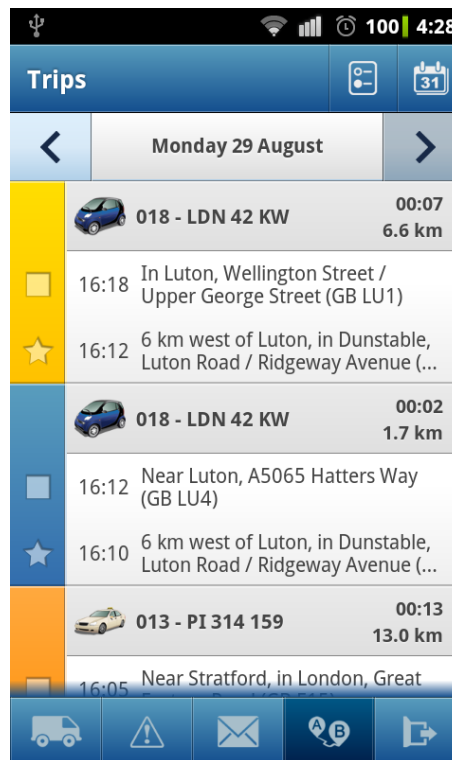 100 4:28
Trips
31
Monday 29 August
018 - LDN 42 KW 00:07
6.6 km
16:18 In Luton, Wellington Street /
Upper George Street (GB LU1)
16:12 6 km west of Luton, in Dunstable,
Luton Road / Ridgeway Avenue (...
018 - LDN 42 KW 00:02
1.7 km
16:12 Near Luton, A5065 Hatters Way
(GB LU4)
16:10 6 km west of Luton, in Dunstable,
Luton Road / Ridgeway Avenue (...
013 - PI 314 159 00:13
13.0 km
16:05 Near Stratford, in London, Great
A B